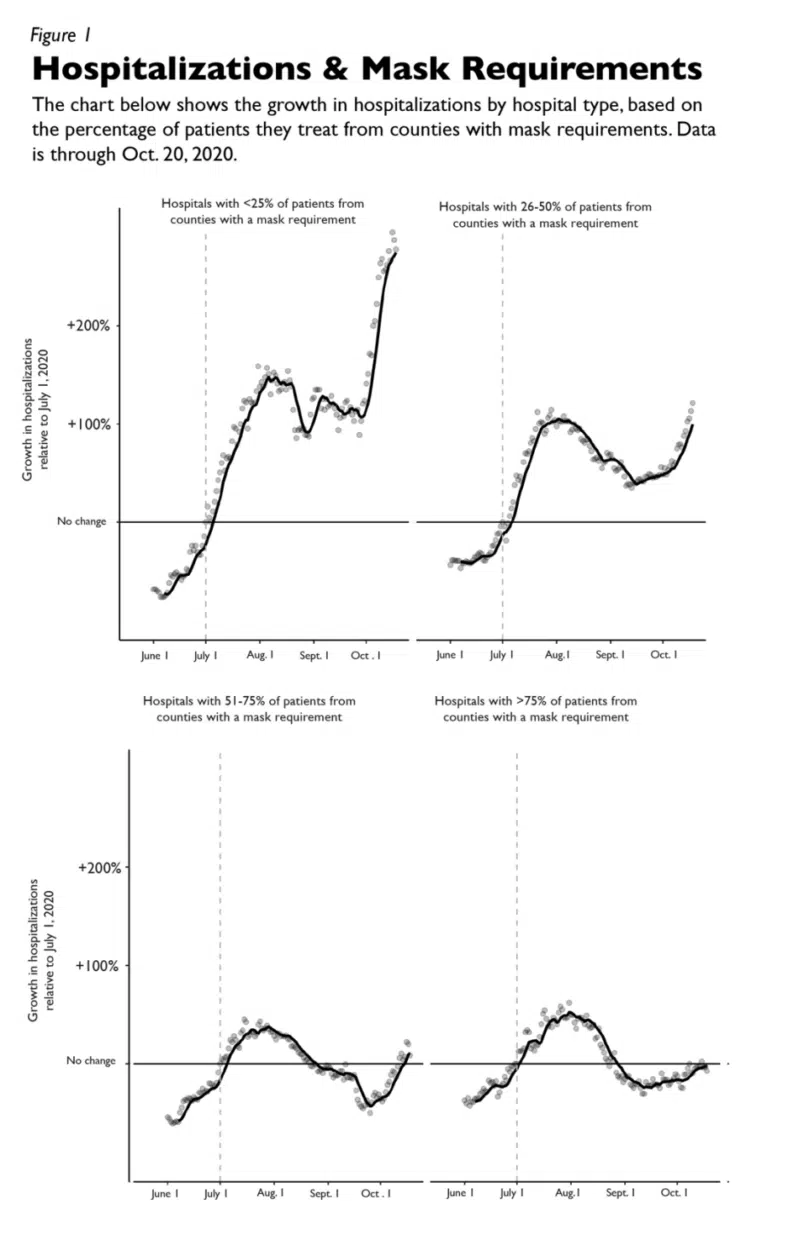 Figure 1
Hospitalizations & Mask Requirements
The chart below shows the growth in hospitalizations by hospital type, based on
the percentage of patients they treat from counties with mask requirements. Data
is through Oct. 20, 2020.
Hospitals with <25% of patients from
counties with a mask requirement
Hospitals with 26-50% of patients from
counties with a mask requirement
Growth in hospitalizations
relative to July 1, 2020
+200%
+100%
No change
June 1 July 1 Aug. 1 Sept. 1 Oct . 1
June 1 July 1 Aug.1 Sept. 1 Oct. 1
Hospitals with 51-75% of patients from
counties with a mask requirement
Hospitals with >75% of patients from
counties with a mask requirement
Growth in hospitalizations
relative to July 1, 2020
+200%
+100%
No change
June 1 July 1 Aug. 1 Sept. 1 Oct . 1
June 1 July 1 Aug.1 Sept. 1 Oct. 1